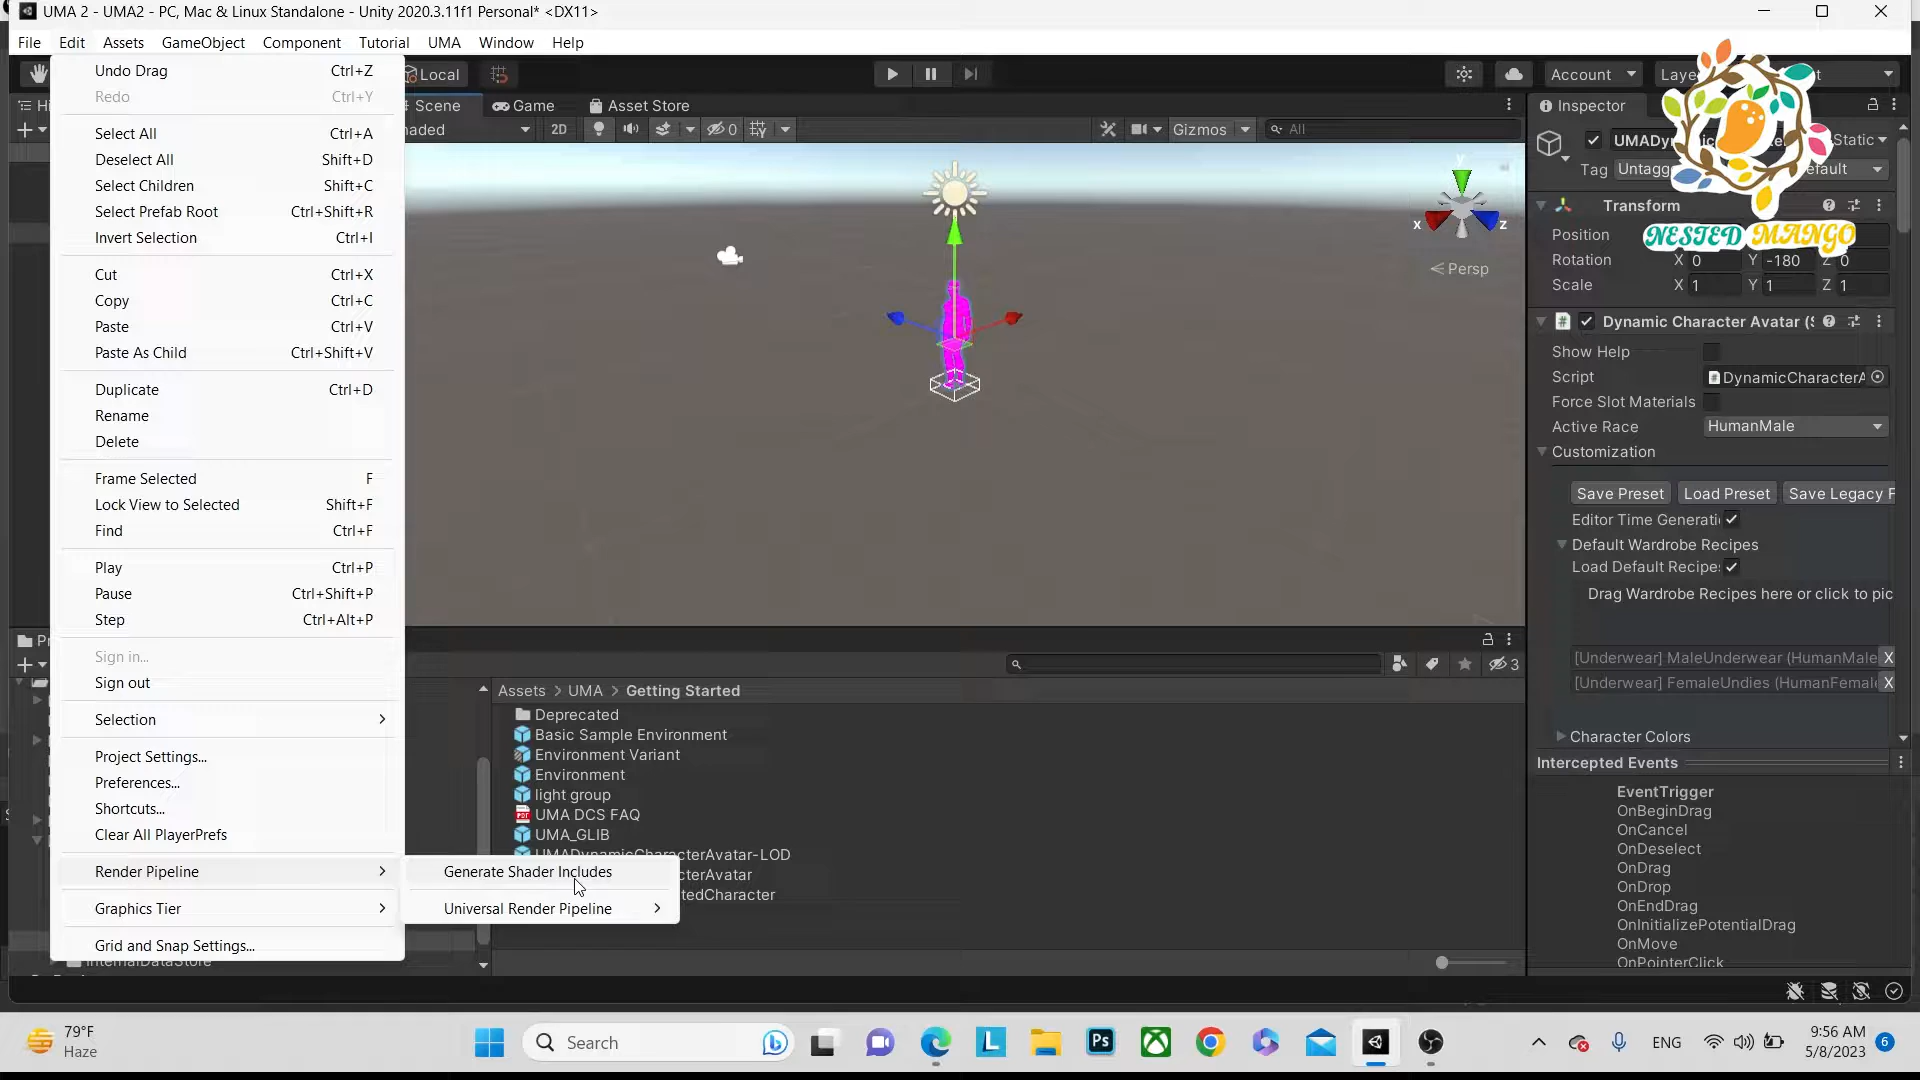 UMA 2 - UMA2 - PC, Mac & Linux Standalone - Unity 2020.3.11f1 Personal* <DX11>
File Edit Assets GameObject Component Tutorial UMA Window Help
Local Account
Scene Game Asset Store
2D 0 Gizmos All
Undo Drag Ctrl+Z
Redo Ctrl+Y
Select All Ctrl+A
Deselect All Shift+D
Select Children Shift+C
Select Prefab Root Ctrl+Shift+R
Invert Selection Ctrl+I
Cut Ctrl+X
Copy Ctrl+C
Paste Ctrl+V
Paste As Child Ctrl+Shift+V
Duplicate Ctrl+D
Rename
Delete
Frame Selected F
Lock View to Selected Shift+F
Find Ctrl+F
Play Ctrl+P
Pause Ctrl+Shift+P
Step Ctrl+Alt+P
Sign in...
Sign out
Selection
Project Settings...
Preferences...
Shortcuts...
Clear All PlayerPrefs
Render Pipeline
Graphics Tier
Grid and Snap Settings...
Generate Shader Includes
Universal Render Pipeline
y
x z
Persp
3
Assets > UMA > Getting Started
Deprecated
Basic Sample Environment
Environment Variant
Environment
light group
UMA DCS FAQ
UMA_GLIB
UMADynamicCharacterAvatar-LOD
Inspector
Static
Tag
NESTED MANGO
Transform
Position
Rotation X 0 Y -180 Z 0
Scale X 1 Y 1 Z 1
Dynamic Character Avatar (S
Show Help
Script DynamicCharacterA
Force Slot Materials
Active Race HumanMale
Customization
Save Preset Load Preset Save Legacy F
Editor Time Generati
Default Wardrobe Recipes
Load Default Recipes
Drag Wardrobe Recipes here or click to pic
[Underwear] MaleUnderwear (HumanMale X
[Underwear] FemaleUndies (HumanFemale X
Character Colors
Intercepted Events
EventTrigger
OnBeginDrag
OnCancel
OnDeselect
OnDrag
OnDrop
OnEndDrag
OnInitializePotentialDrag
OnMove
OnPointerClick
79°F
Haze
Search
Ps
ENG
9:56 AM
5/8/2023
6